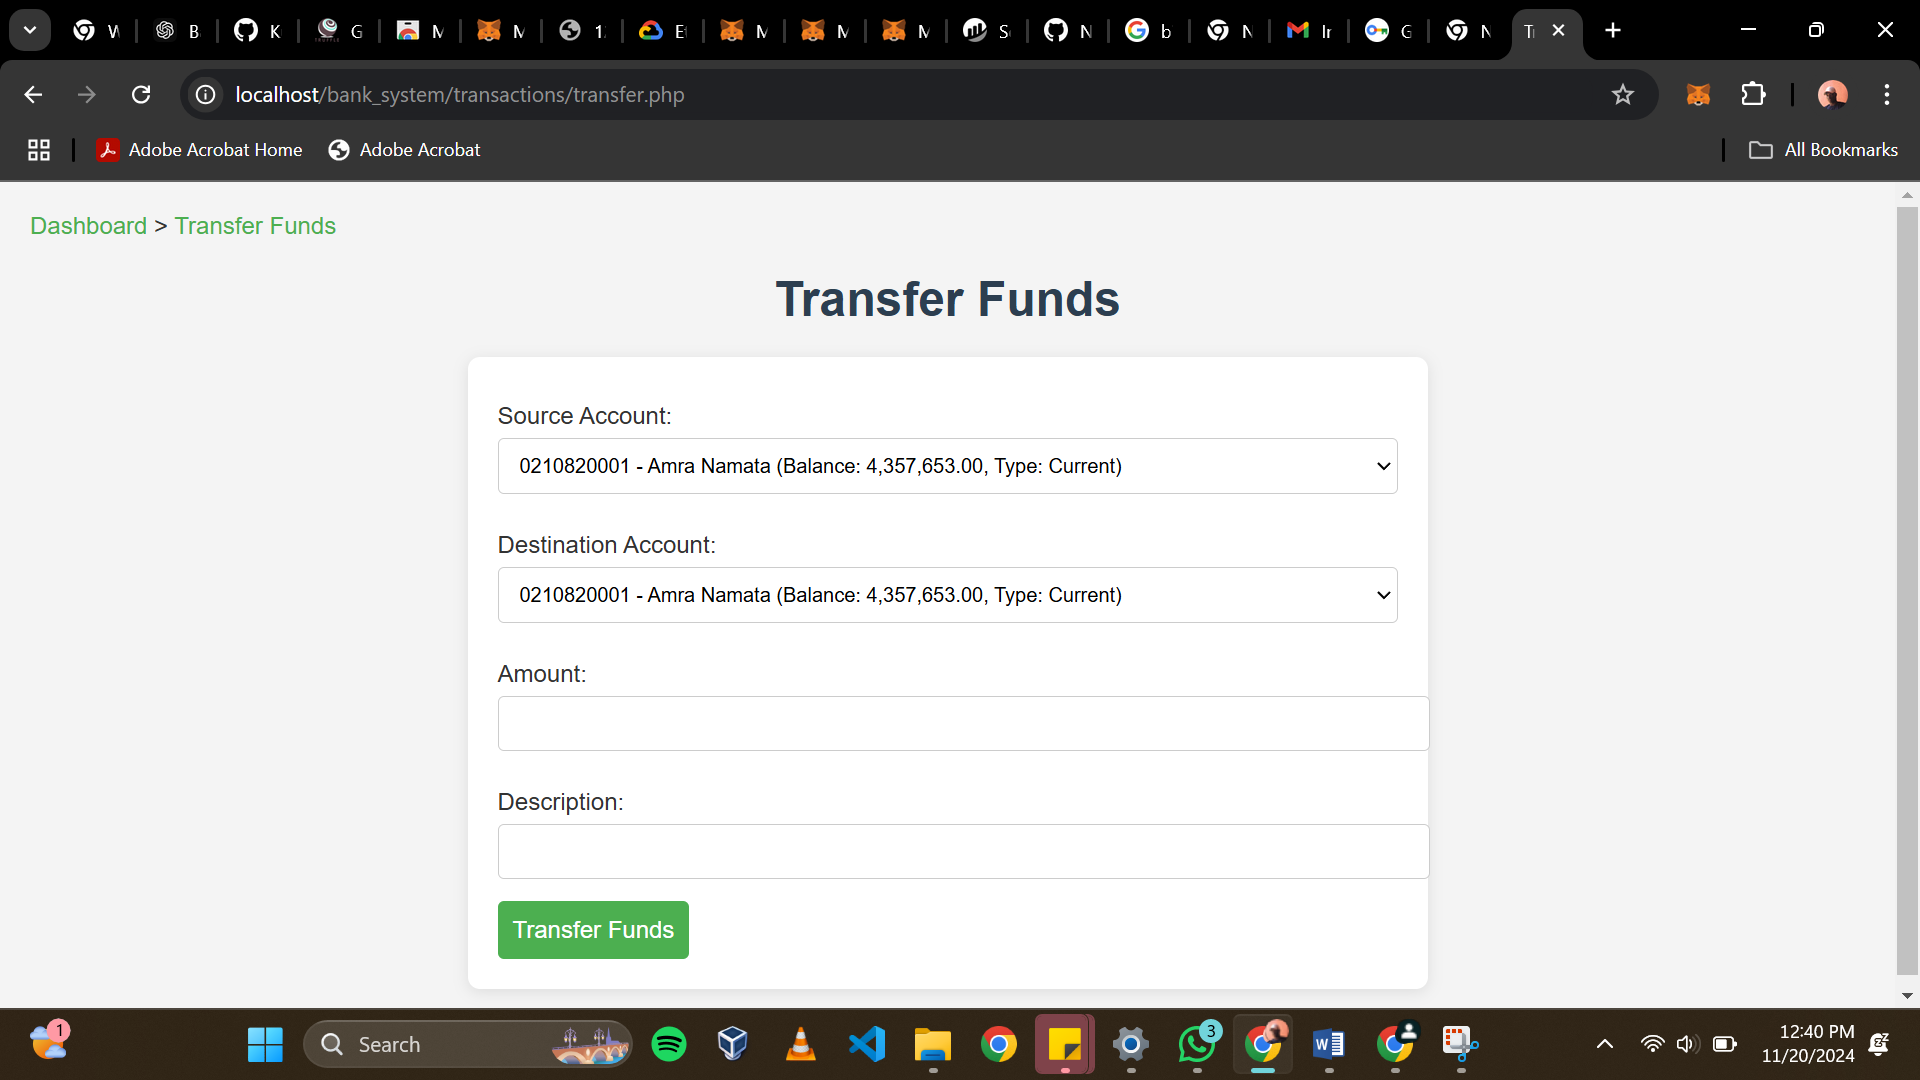 W
B
K
G
M
M
1
E
M
M
M
S
N
b
N
Ir
G
N
Tr
localhost/bank_system/transactions/transfer.php
Adobe Acrobat Home
Adobe Acrobat
All Bookmarks
Dashboard > Transfer Funds
Transfer Funds
Source Account:
0210820001 - Amra Namata (Balance: 4,357,653.00, Type: Current)
Destination Account:
0210820001 - Amra Namata (Balance: 4,357,653.00, Type: Current)
Amount:
Description:
Transfer Funds
1
Search
3
12:40 PM
11/20/2024